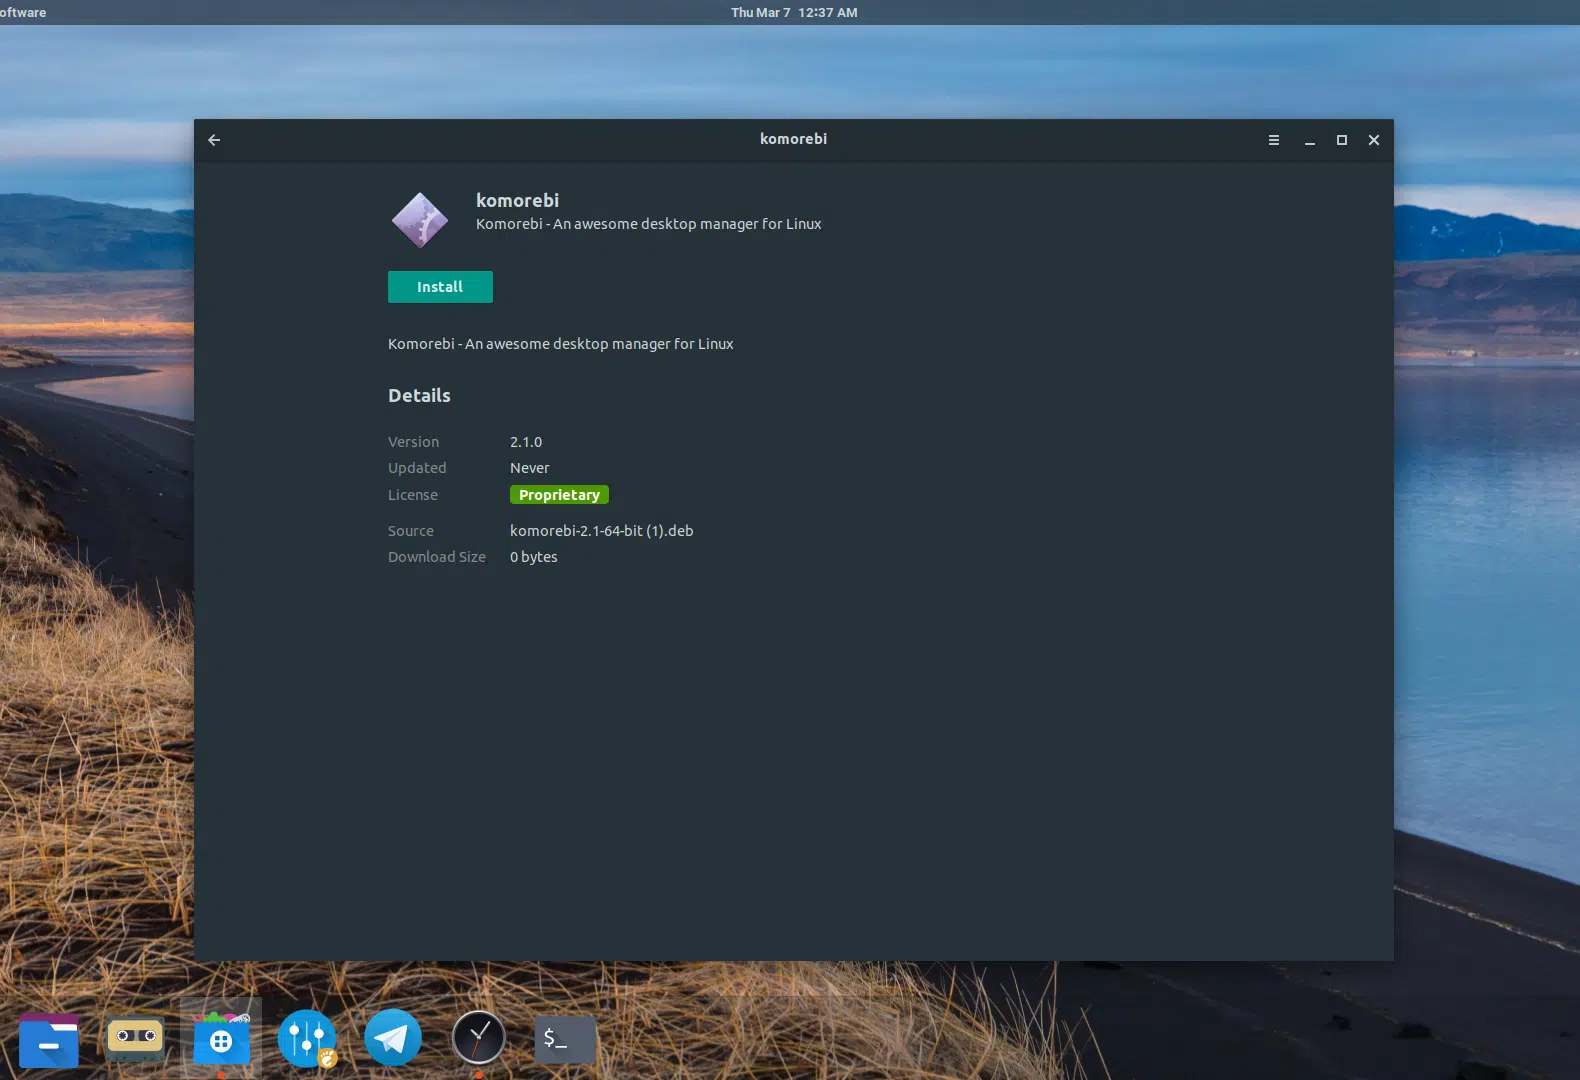 oftware
Thu Mar 7 12:37 AM
komorebi
komorebi
Komorebi - An awesome desktop manager for Linux
Install
Komorebi - An awesome desktop manager for Linux
Details
Version 2.1.0
Updated Never
License Proprietary
Source komorebi-2.1-64-bit (1).deb
Download Size 0 bytes
$_